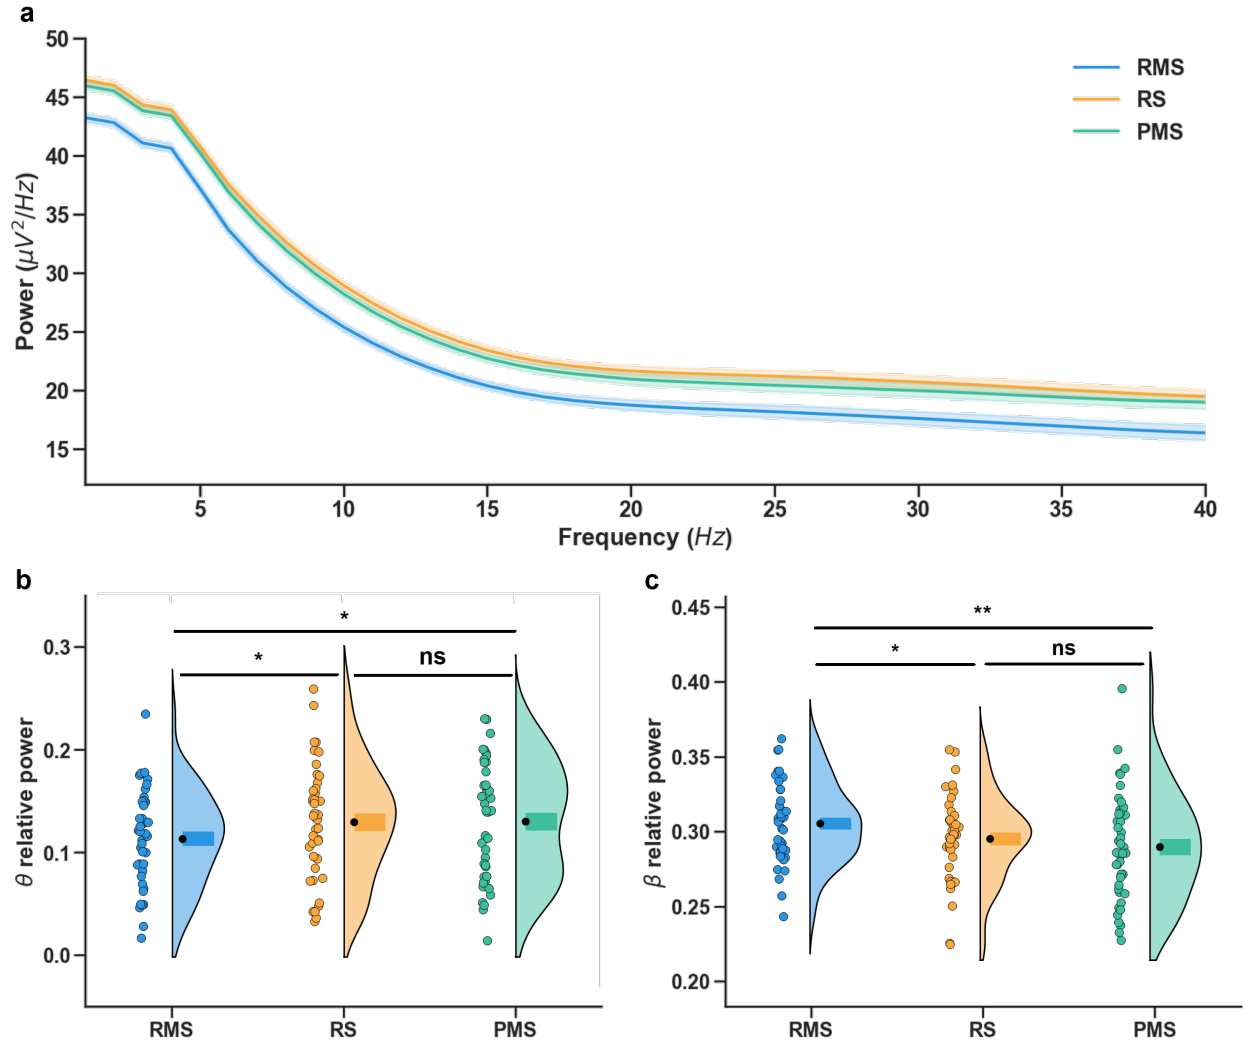 a
50
45
40
35
30
25
20
15
Power (μV²/Hz)
RMS
RS
PMS
5 10 15 20 25 30 35 40
Frequency (Hz)
b
*
*
ns
0.3
0.2
0.1
0.0
θ relative power
RMS RS PMS
c
**
*
ns
0.45
0.40
0.35
0.30
0.25
0.20
β relative power
RMS RS PMS